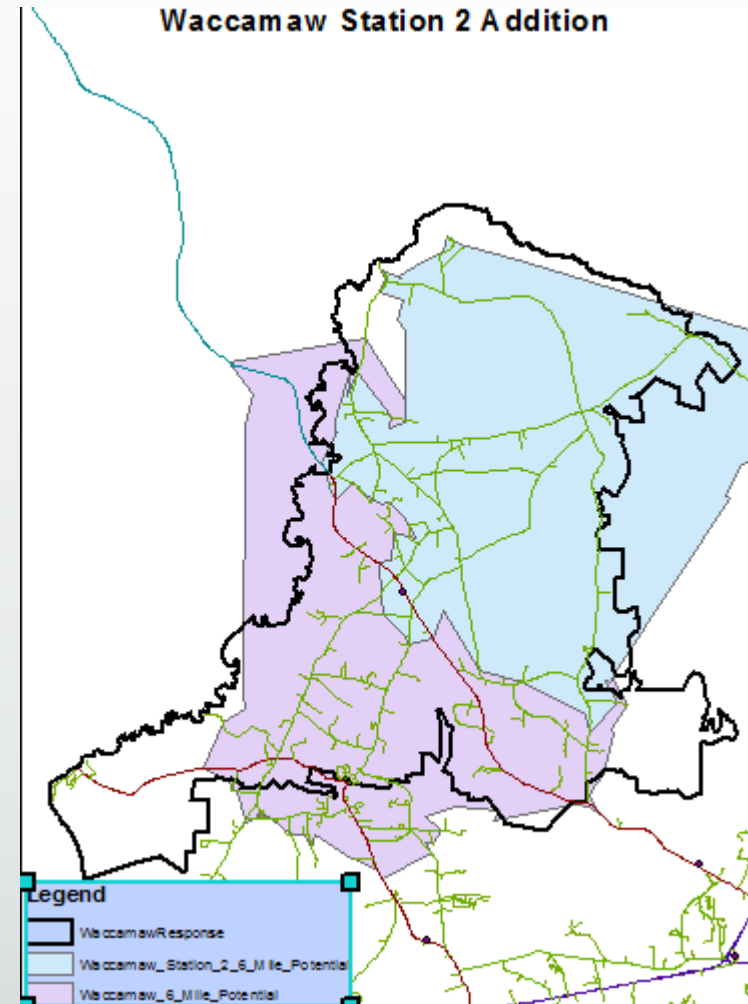 Waccamaw Station 2 Addition
Legend
WaccamawResponse
Waccamaw_Station_2_6_Mile_Potential
Waccamaw_6_Mile_Potential